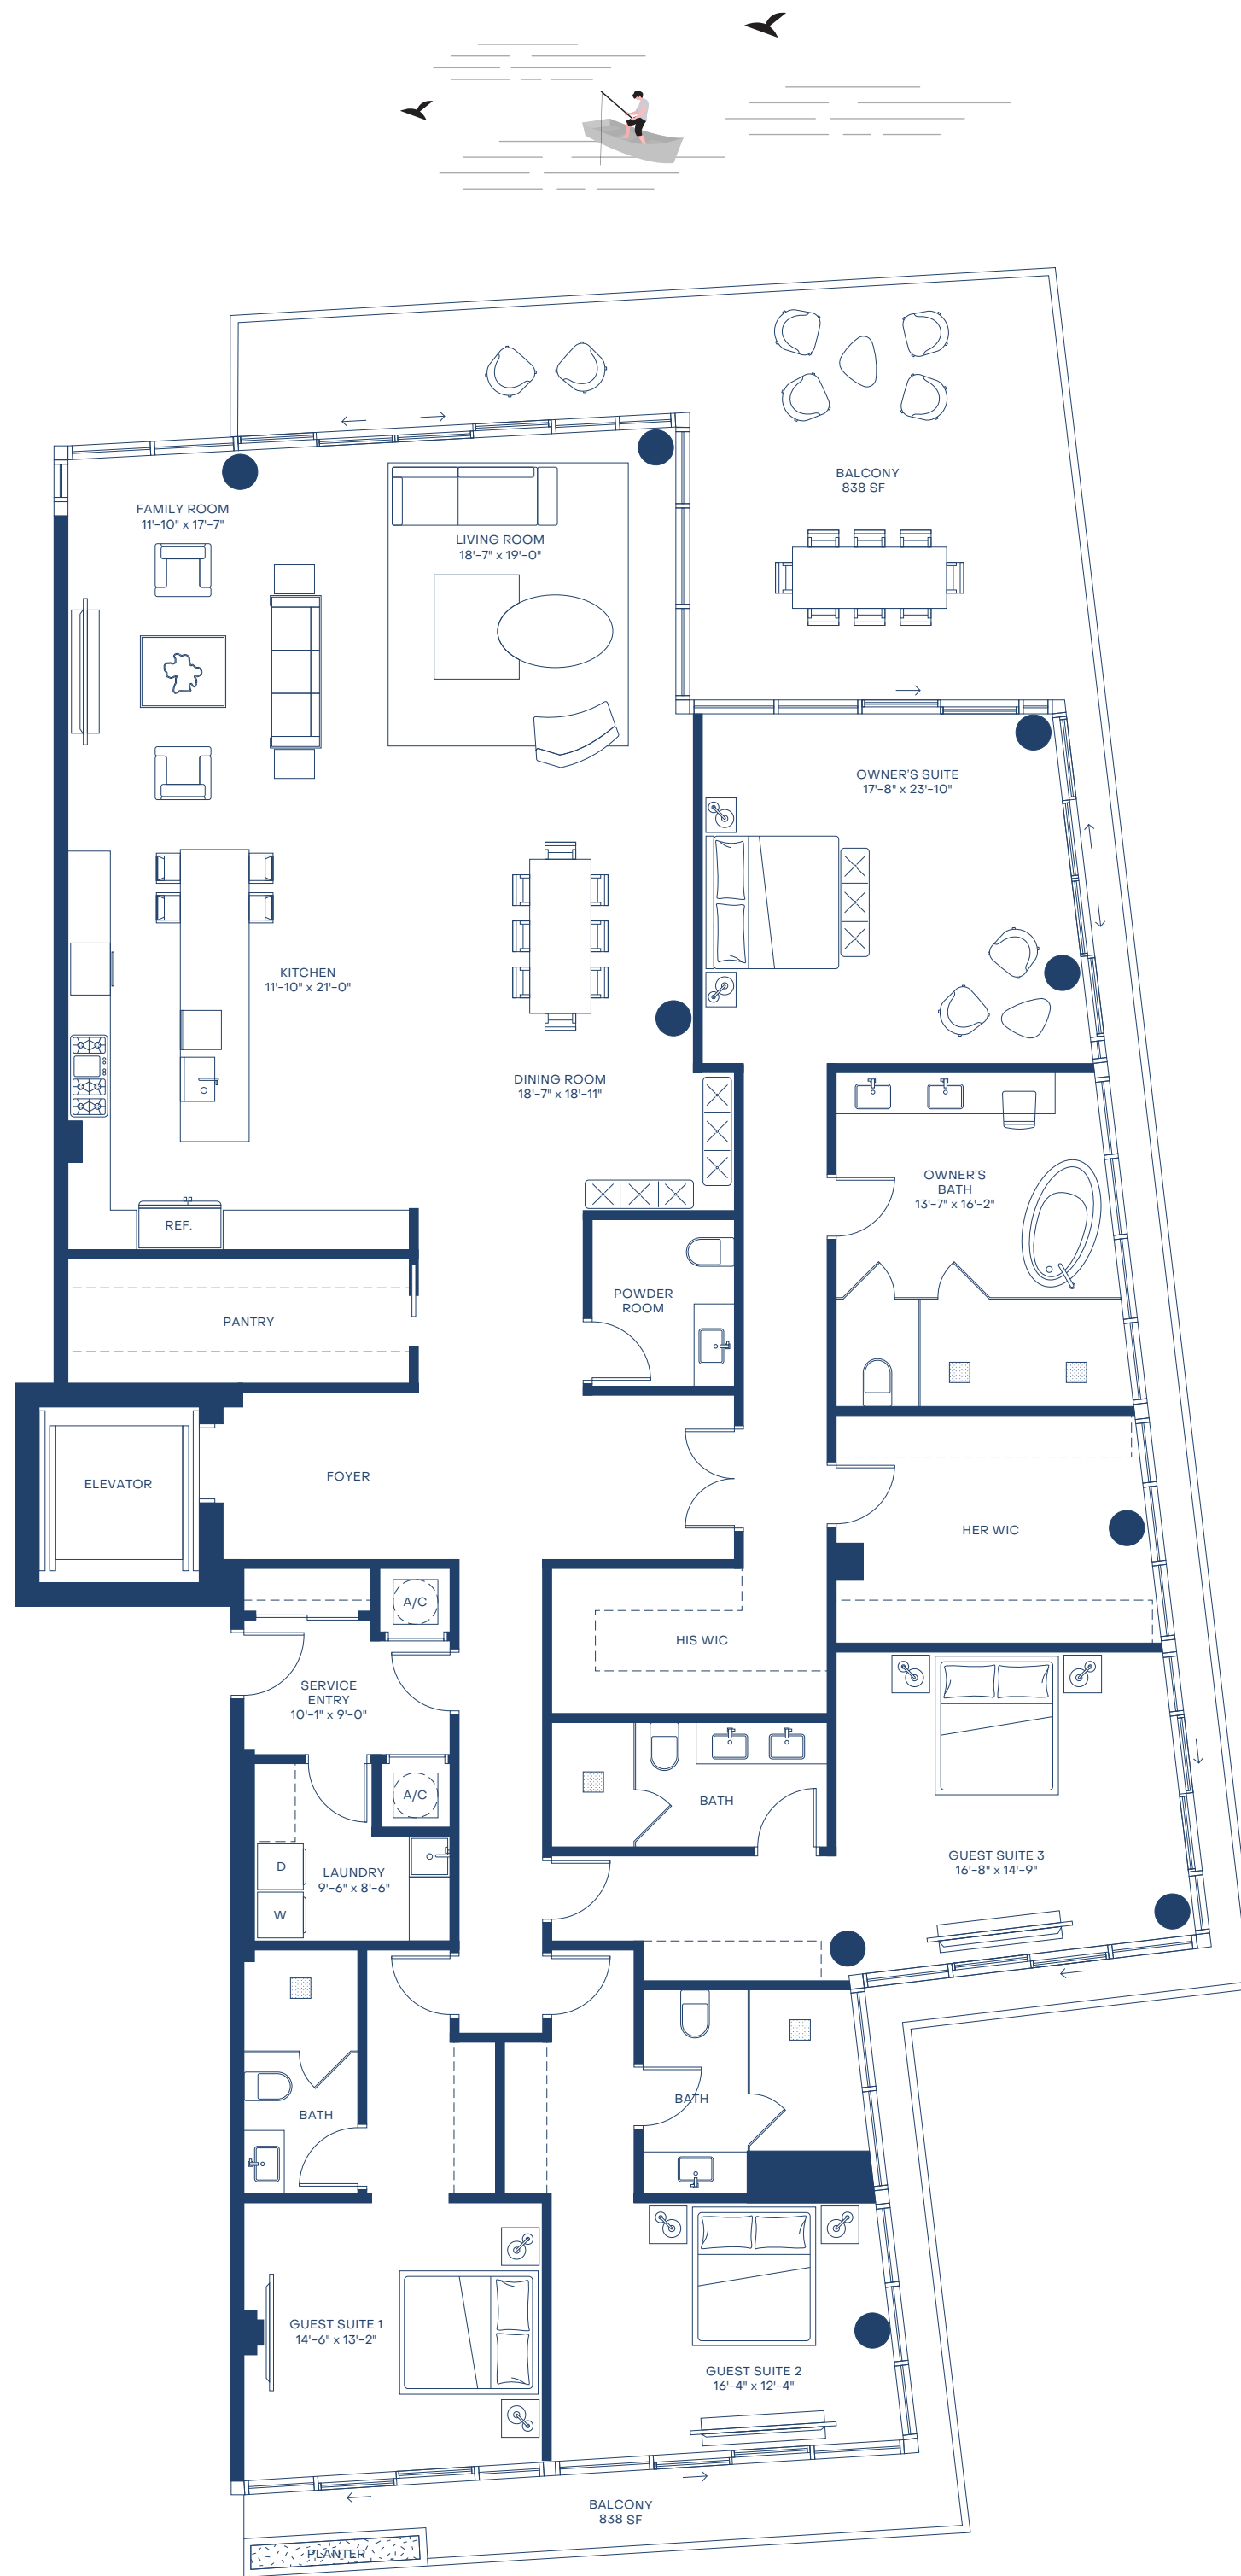 BALCONY
838 SF
FAMILY ROOM
11'-10" x 17'-7"
LIVING ROOM
18'-7" x 19'-0"
OWNER'S SUITE
17'-8" x 23'-10"
KITCHEN
11'-10" x 21'-0"
DINING ROOM
18'-7" x 18'-11"
OWNER'S
BATH
13'-7" x 16'-2"
REF.
POWDER
ROOM
PANTRY
ELEVATOR
FOYER
HER WIC
A/C
HIS WIC
SERVICE
ENTRY
10'-1" x 9'-0"
A/C
BATH
D
LAUNDRY
9'-6" x 8'-6"
W
GUEST SUITE 3
16'-8" x 14'-9"
BATH
BATH
GUEST SUITE 1
14'-6" x 13'-2"
GUEST SUITE 2
16'-4" x 12'-4"
BALCONY
838 SF
PLANTER